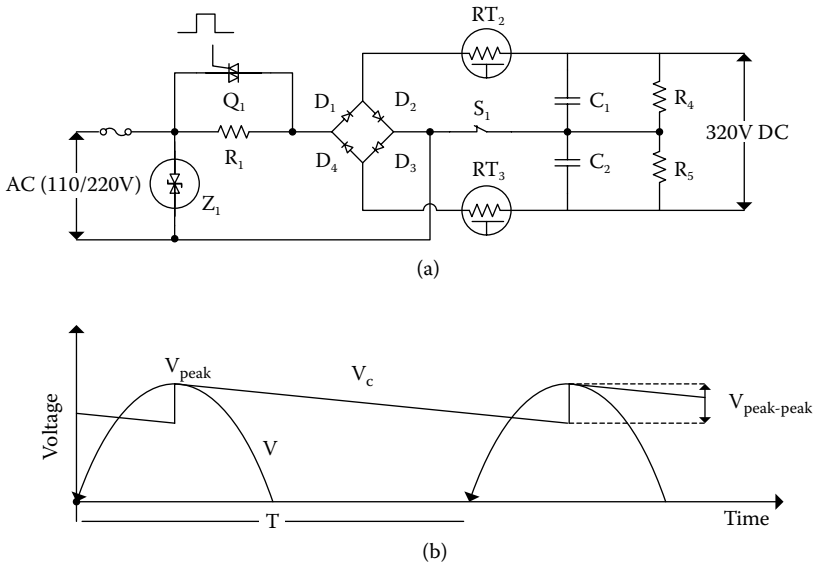 RT2
D1
D2
Q1
S1
C1
R4
R1
320V DC
D4
D3
RT3
C2
R5
AC (110/220V)
Z1
(a)
Vpeak
Vc
Vpeak-peak
Voltage
V
T
Time
(b)